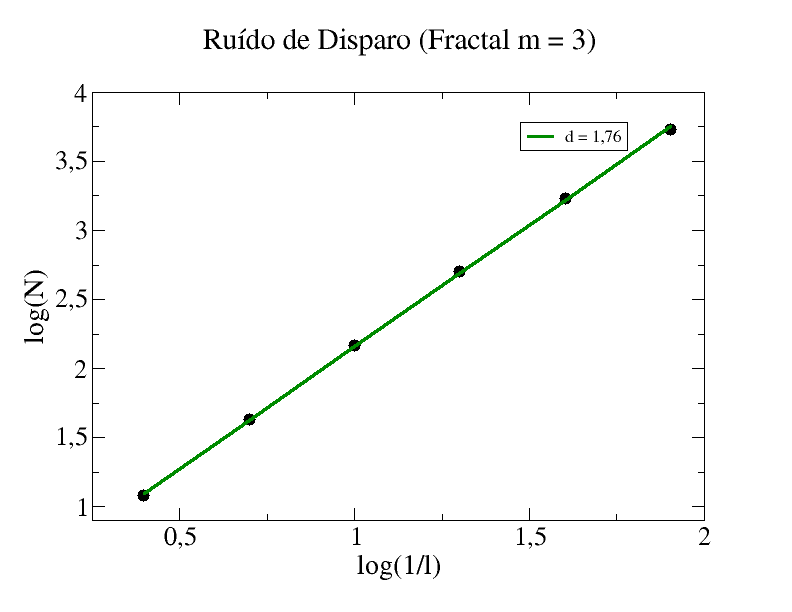 Ruído de Disparo (Fractal m = 3)
d = 1,76
log(N)
4
3,5
3
2,5
2
1,5
1
0,5
1
1,5
2
log(1/l)